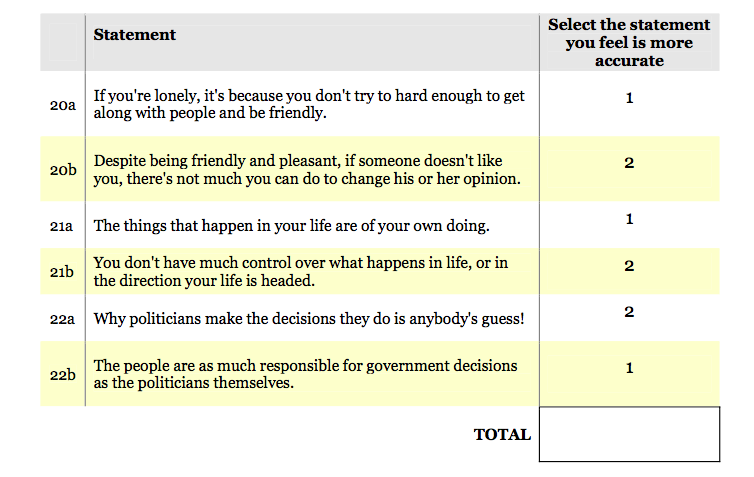 Statement
Select the statement
you feel is more
accurate
20a
If you're lonely, it's because you don't try to hard enough to get
along with people and be friendly.
1
20b
Despite being friendly and pleasant, if someone doesn't like
you, there's not much you can do to change his or her opinion.
2
21a
The things that happen in your life are of your own doing.
1
21b
You don't have much control over what happens in life, or in
the direction your life is headed.
2
22a
Why politicians make the decisions they do is anybody's guess!
2
22b
The people are as much responsible for government decisions
as the politicians themselves.
1
TOTAL